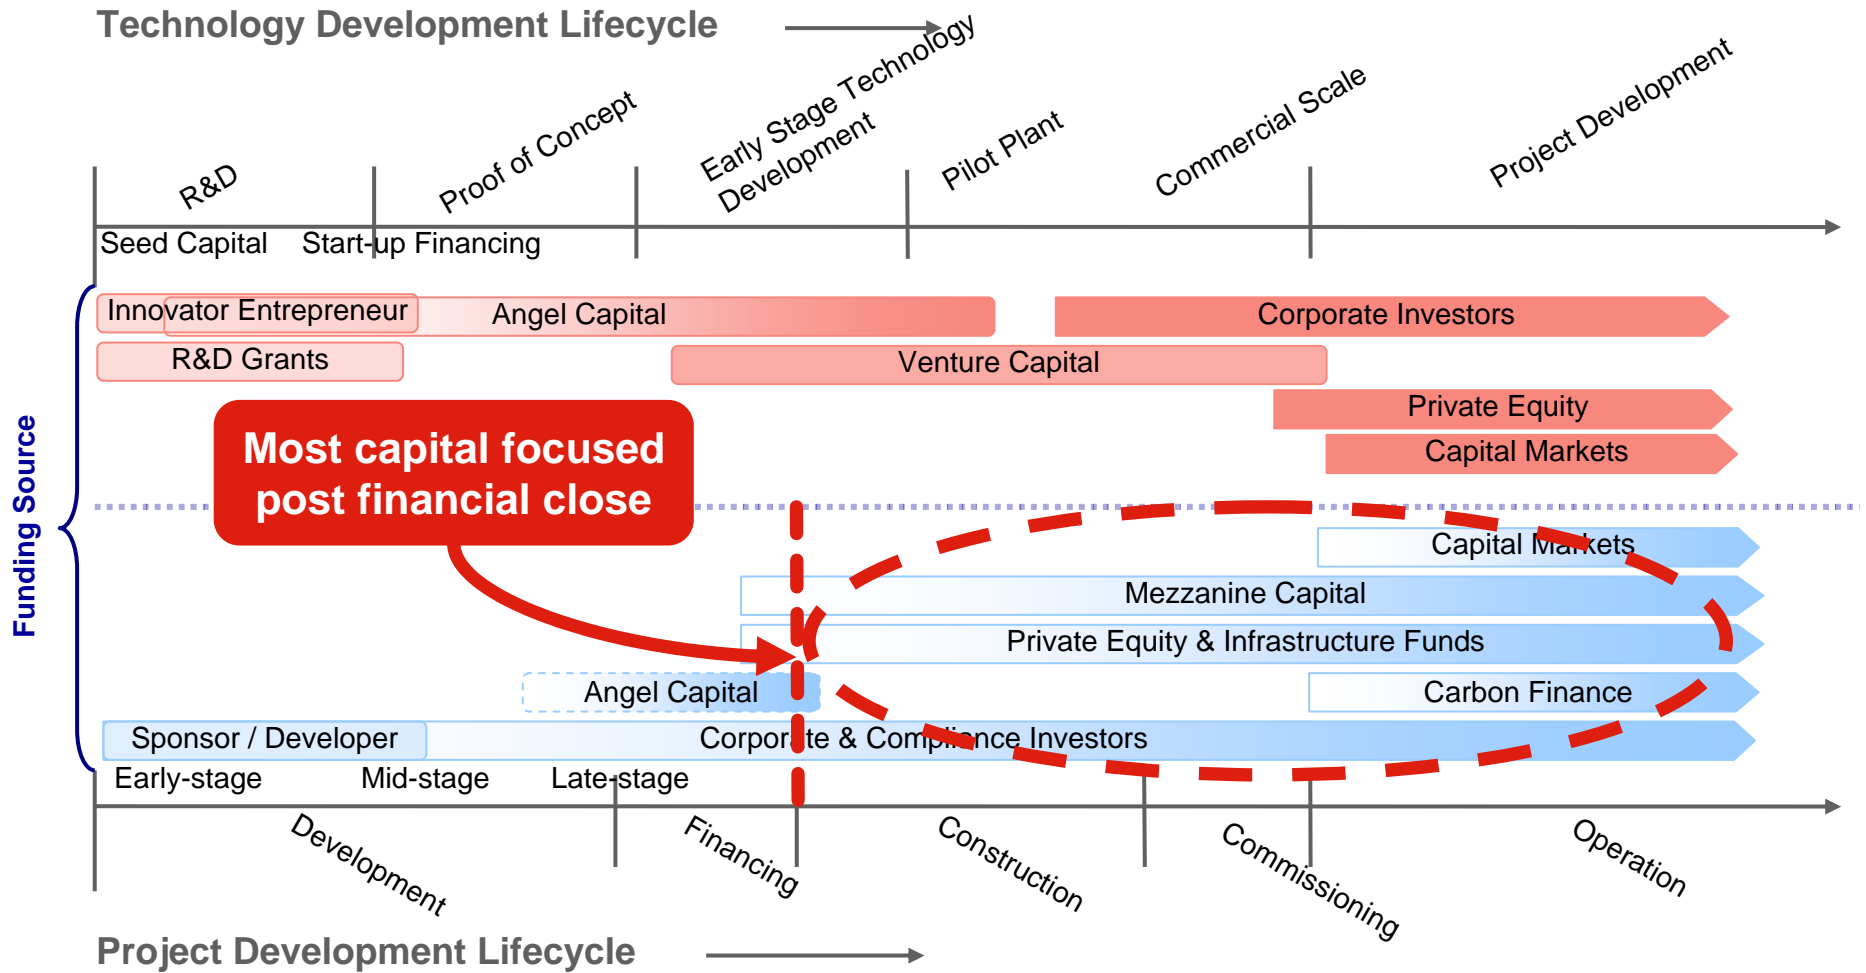 Technology Development Lifecycle
R&D
Proof of Concept
Early Stage Technology
Development
Pilot Plant
Commercial Scale
Project Development
Seed Capital
Start-up Financing
Innovator Entrepreneur
Angel Capital
Corporate Investors
R&D Grants
Venture Capital
Private Equity
Capital Markets
Most capital focused
post financial close
Funding Source
Capital Markets
Mezzanine Capital
Private Equity & Infrastructure Funds
Angel Capital
Carbon Finance
Sponsor / Developer
Corporate & Compliance Investors
Early-stage
Mid-stage
Late-stage
Development
Financing
Construction
Commissioning
Operation
Project Development Lifecycle